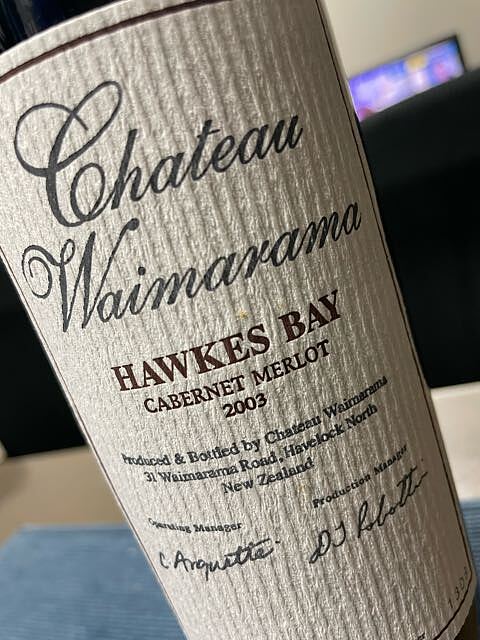 Chateau
Waimarama
HAWKES BAY
CABERNET MERLOT
2003
Produced & Bottled by Chateau Waimarama
31 Waimarama Road, Havelock North
New Zealand
Operating Manager
Production Manager
C Arquette